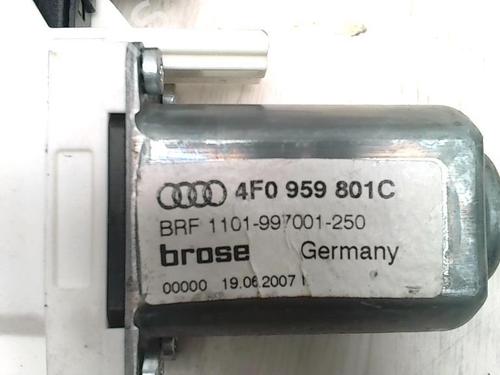 4F0 959 801C
BRF 1101-997001-250
brose Germany
00000 19.06.2007